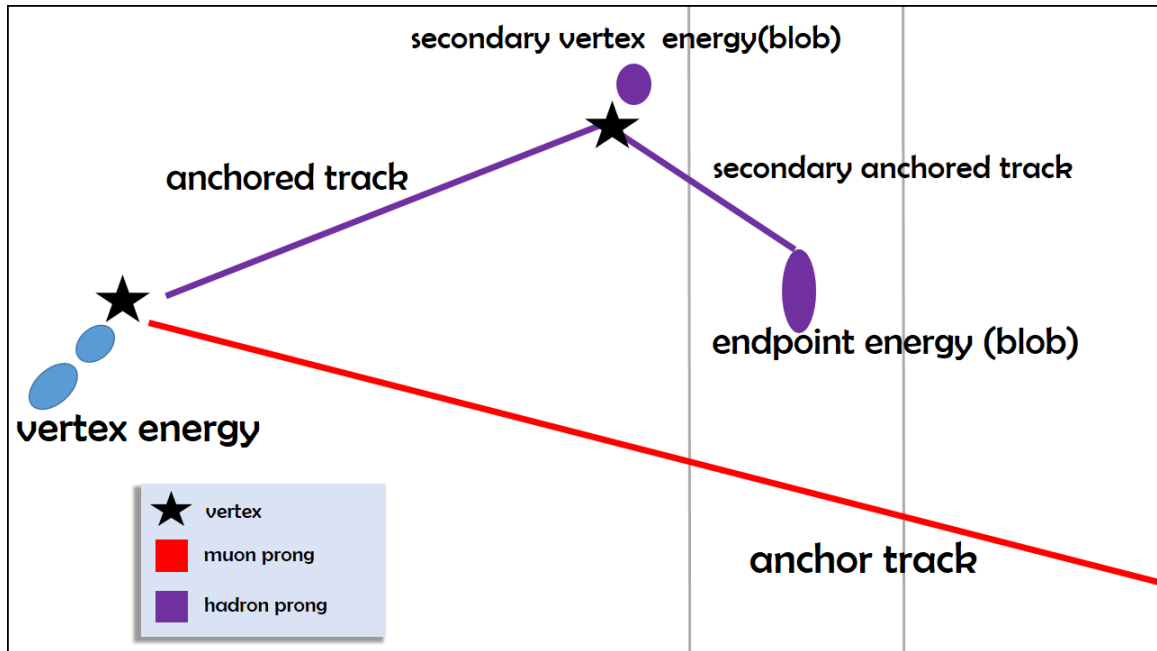 secondary vertex energy(blob)
anchored track
secondary anchored track
endpoint energy (blob)
vertex energy
anchor track
vertex
muon prong
hadron prong